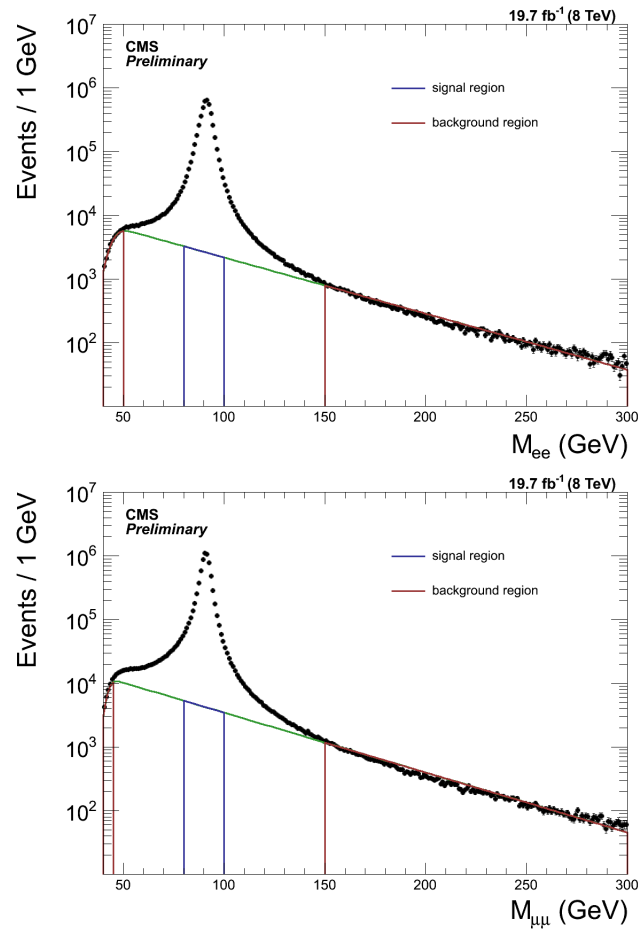 19.7 fb⁻¹ (8 TeV)
10⁷
CMS
Preliminary
Events / 1 GeV
10⁶
signal region
background region
10⁵
10⁴
10³
10²
50 100 150 200 250 300
Mₑₑ (GeV)
19.7 fb⁻¹ (8 TeV)
10⁷
CMS
Preliminary
Events / 1 GeV
10⁶
signal region
background region
10⁵
10⁴
10³
10²
50 100 150 200 250 300
M_μμ (GeV)